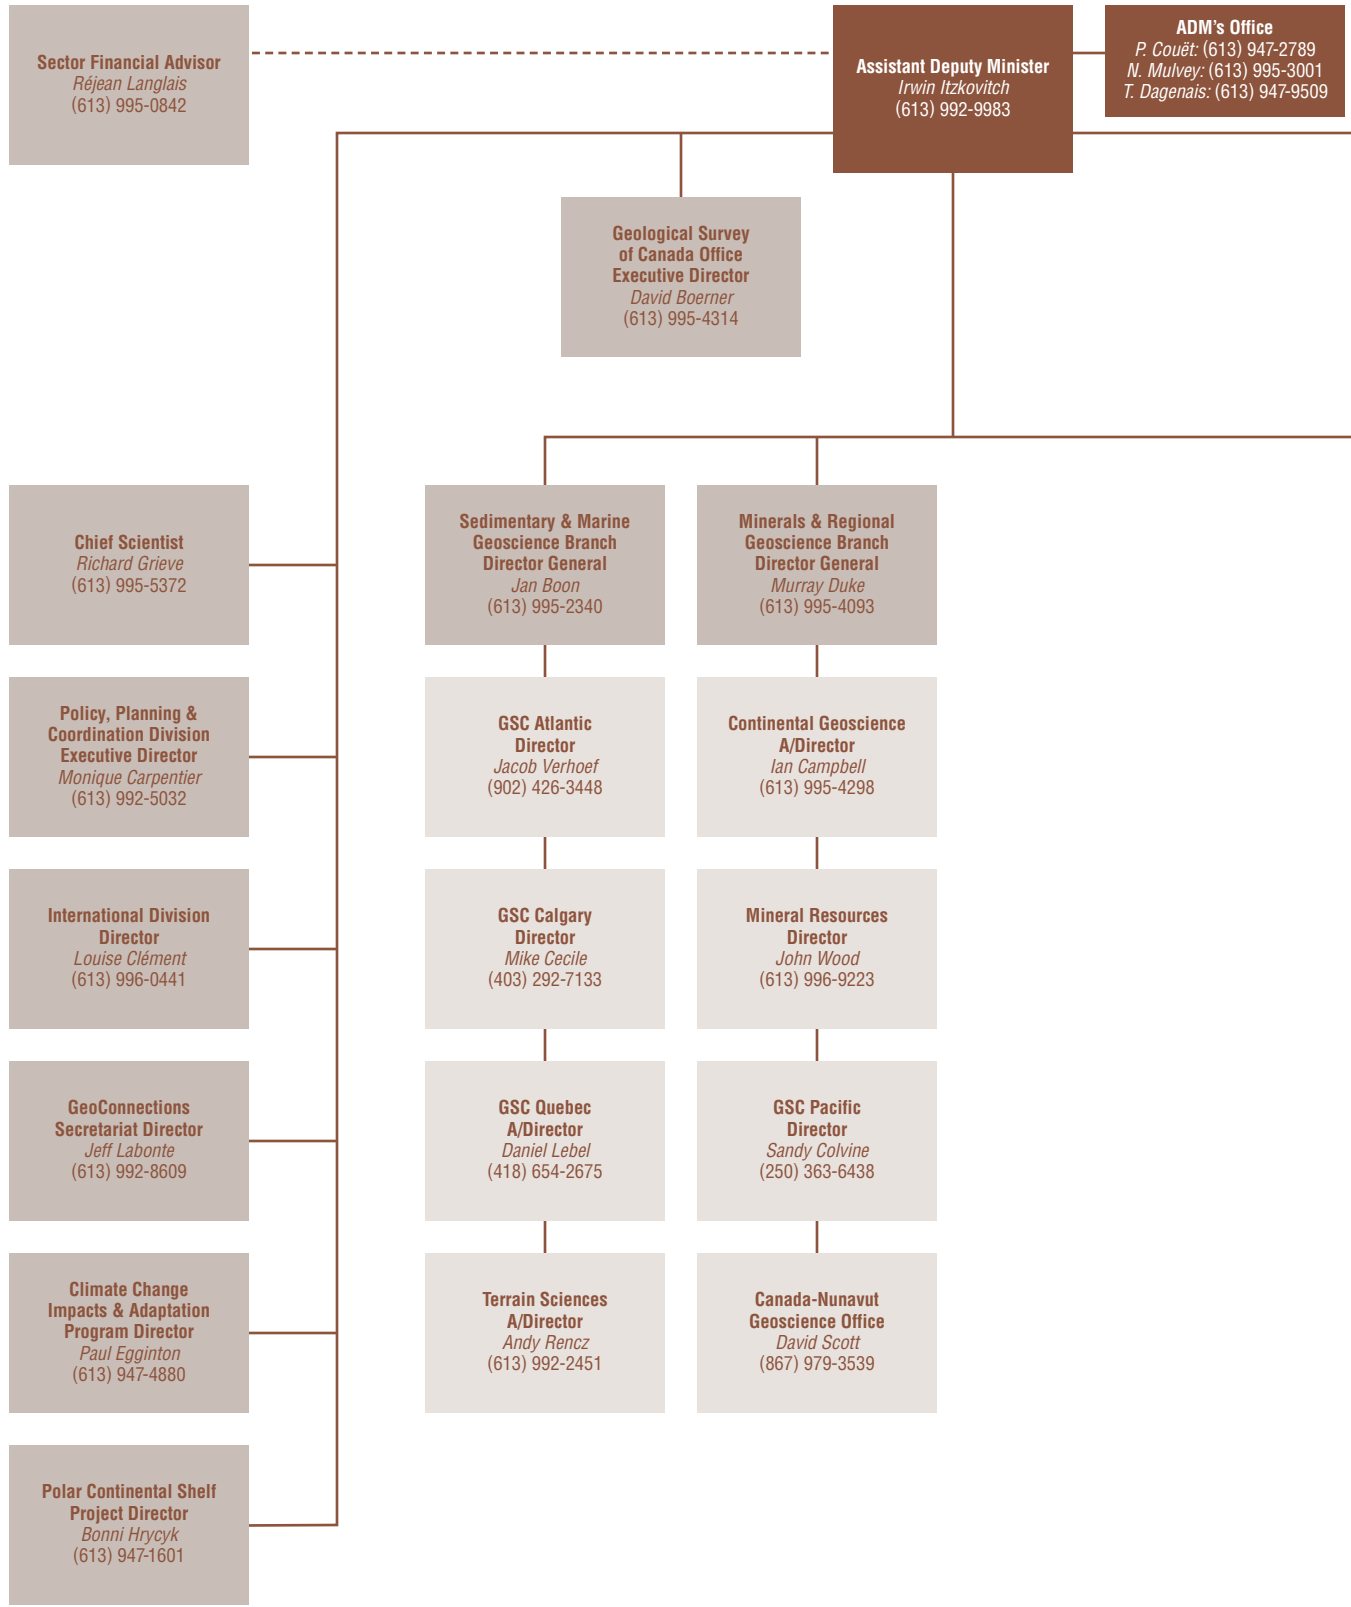 Sector Financial Advisor
Réjean Langlais
(613) 995-0842
Assistant Deputy Minister
Irwin Itzkovitch
(613) 992-9983
ADM's Office
P. Couët: (613) 947-2789
N. Mulvey: (613) 995-3001
T. Dagenais: (613) 947-9509
Geological Survey
of Canada Office
Executive Director
David Boerner
(613) 995-4314
Chief Scientist
Richard Grieve
(613) 995-5372
Policy, Planning &
Coordination Division
Executive Director
Monique Carpentier
(613) 992-5032
International Division
Director
Louise Clément
(613) 996-0441
GeoConnections
Secretariat Director
Jeff Labonte
(613) 992-8609
Climate Change
Impacts & Adaptation
Program Director
Paul Egginton
(613) 947-4880
Polar Continental Shelf
Project Director
Bonni Hrycyk
(613) 947-1601
Sedimentary & Marine
Geoscience Branch
Director General
Jan Boon
(613) 995-2340
GSC Atlantic
Director
Jacob Verhoef
(902) 426-3448
GSC Calgary
Director
Mike Cecile
(403) 292-7133
GSC Quebec
A/Director
Daniel Lebel
(418) 654-2675
Terrain Sciences
A/Director
Andy Rencz
(613) 992-2451
Minerals & Regional
Geoscience Branch
Director General
Murray Duke
(613) 995-4093
Continental Geoscience
A/Director
Ian Campbell
(613) 995-4298
Mineral Resources
Director
John Wood
(613) 996-9223
GSC Pacific
Director
Sandy Colvine
(250) 363-6438
Canada-Nunavut
Geoscience Office
David Scott
(867) 979-3539